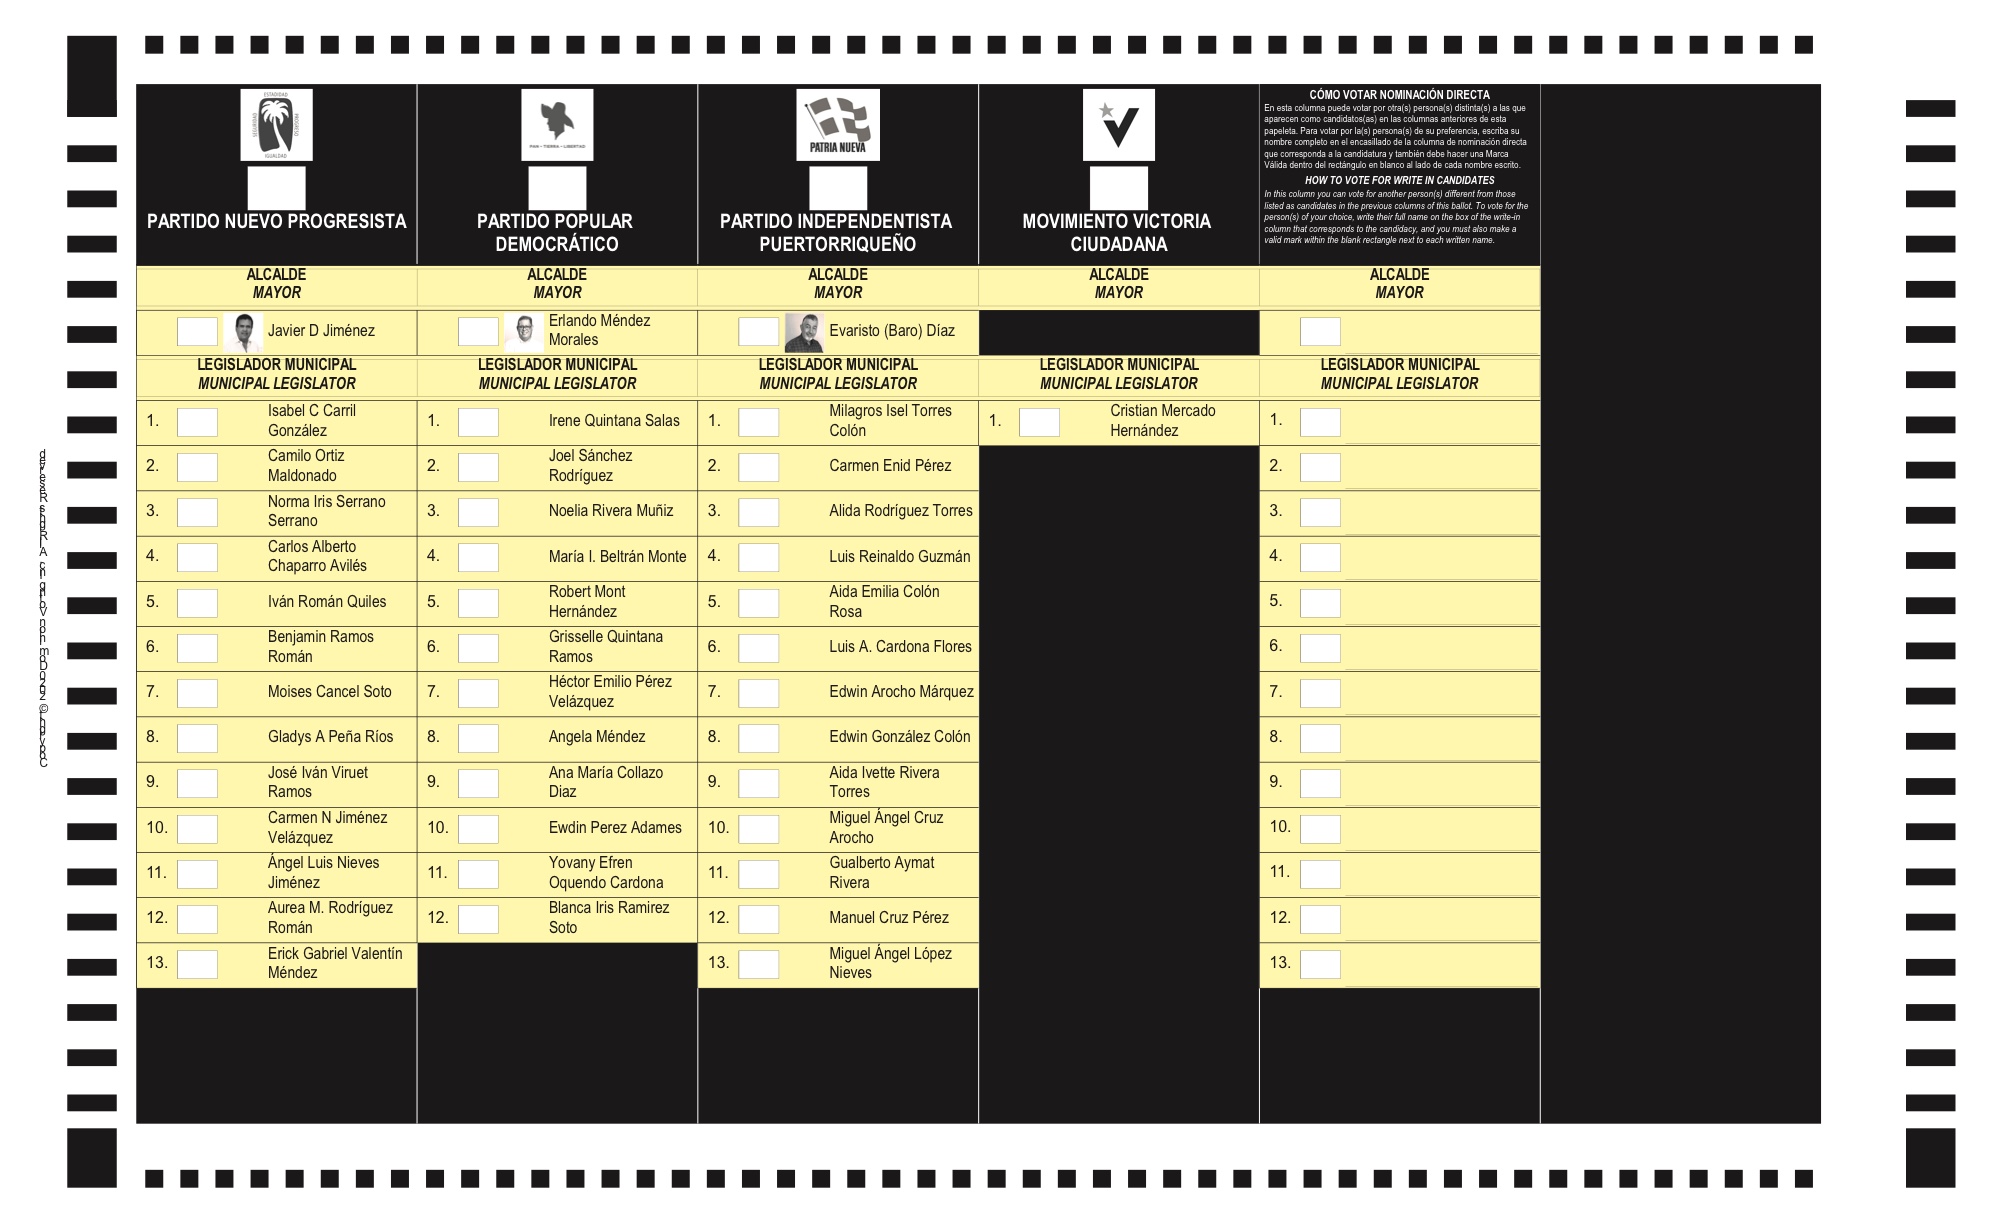 ESTADIDAD
SEGURIDAD
PROGRESO
IGUALDAD
PARTIDO NUEVO PROGRESISTA
ALCALDE
MAYOR
Javier D Jiménez
LEGISLADOR MUNICIPAL
MUNICIPAL LEGISLATOR
1. Isabel C Carril
González
2. Camilo Ortiz
Maldonado
3. Norma Iris Serrano
Serrano
4. Carlos Alberto
Chaparro Avilés
5. Iván Román Quiles
6. Benjamin Ramos
Román
7. Moises Cancel Soto
8. Gladys A Peña Ríos
9. José Iván Viruet
Ramos
10. Carmen N Jiménez
Velázquez
11. Ángel Luis Nieves
Jiménez
12. Aurea M. Rodríguez
Román
13. Erick Gabriel Valentín
Méndez
PAN - TIERRA - LIBERTAD
PARTIDO POPULAR
DEMOCRÁTICO
ALCALDE
MAYOR
Erlando Méndez
Morales
LEGISLADOR MUNICIPAL
MUNICIPAL LEGISLATOR
1. Irene Quintana Salas
2. Joel Sánchez
Rodríguez
3. Noelia Rivera Muñiz
4. María I. Beltrán Monte
5. Robert Mont
Hernández
6. Grisselle Quintana
Ramos
7. Héctor Emilio Pérez
Velázquez
8. Angela Méndez
9. Ana María Collazo
Diaz
10. Ewdin Perez Adames
11. Yovany Efren
Oquendo Cardona
12. Blanca Iris Ramirez
Soto
PATRIA NUEVA
PARTIDO INDEPENDENTISTA
PUERTORRIQUEÑO
ALCALDE
MAYOR
Evaristo (Baro) Díaz
LEGISLADOR MUNICIPAL
MUNICIPAL LEGISLATOR
1. Milagros Isel Torres
Colón
2. Carmen Enid Pérez
3. Alida Rodríguez Torres
4. Luis Reinaldo Guzmán
5. Aida Emilia Colón
Rosa
6. Luis A. Cardona Flores
7. Edwin Arocho Márquez
8. Edwin González Colón
9. Aida Ivette Rivera
Torres
10. Miguel Ángel Cruz
Arocho
11. Gualberto Aymat
Rivera
12. Manuel Cruz Pérez
13. Miguel Ángel López
Nieves
MOVIMIENTO VICTORIA
CIUDADANA
ALCALDE
MAYOR
LEGISLADOR MUNICIPAL
MUNICIPAL LEGISLATOR
1. Cristian Mercado
Hernández
CÓMO VOTAR NOMINACIÓN DIRECTA
En esta columna puede votar por otra(s) persona(s) distinta(s) a las que
aparecen como candidatos(as) en las columnas anteriores de esta
papeleta. Para votar por la(s) persona(s) de su preferencia, escriba su
nombre completo en el encasillado de la columna de nominación directa
que corresponda a la candidatura y también debe hacer una Marca
Válida dentro del rectángulo en blanco al lado de cada nombre escrito.
HOW TO VOTE FOR WRITE IN CANDIDATES
In this column you can vote for another person(s) different from those
listed as candidates in the previous columns of this ballot. To vote for the
person(s) of your choice, write their full name on the box of the write-in
column that corresponds to the candidacy, and you must also make a
valid mark within the blank rectangle next to each written name.
ALCALDE
MAYOR
LEGISLADOR MUNICIPAL
MUNICIPAL LEGISLATOR
1.
2.
3.
4.
5.
6.
7.
8.
9.
10.
11.
12.
13.